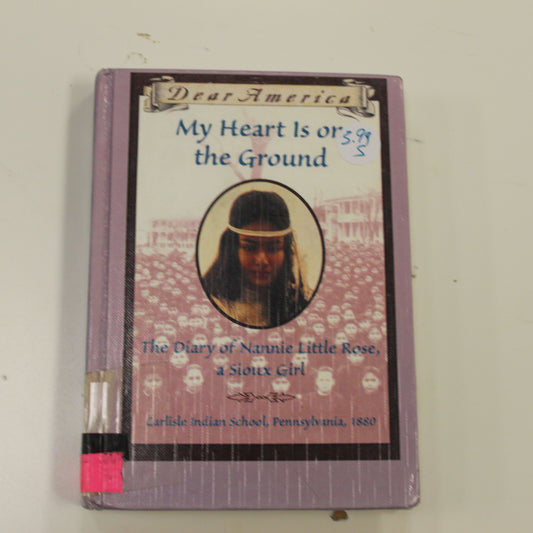 Dear America
My Heart Is on
5.99
S
the Ground
The Diary of Nannie Little Rose,
a Sioux Girl
Carlisle Indian School, Pennsylvania, 1880